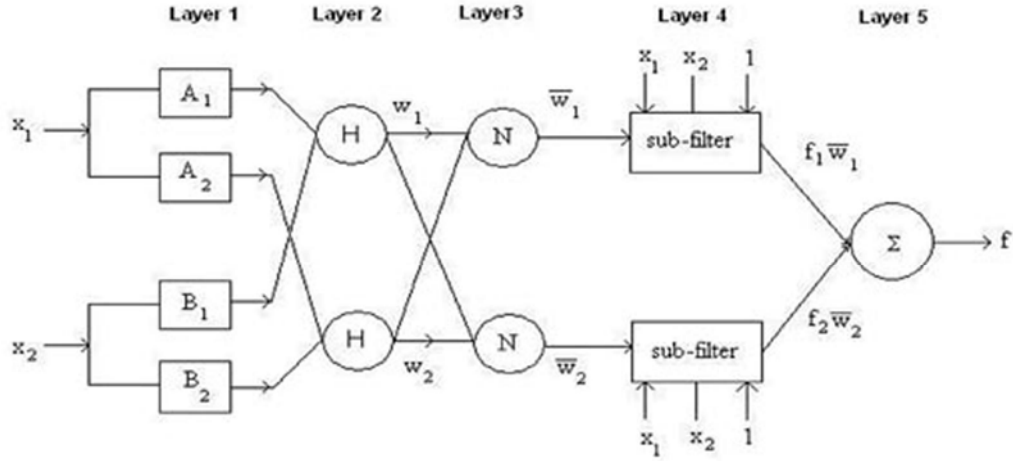 Layer 1 Layer 2 Layer3 Layer 4 Layer 5
x₁ x₂ 1
A₁
w₁ w̅₁
x₁ H N sub-filter
f₁w̅₁
A₂
Σ f
B₁
f₂w̅₂
x₂ H N sub-filter
w₂ w̅₂
B₂
x₁ x₂ 1